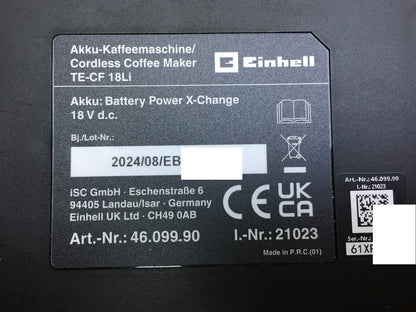 Akku-Kaffeemaschine/
Cordless Coffee Maker
TE-CF 18Li
Einhell
Akku: Battery Power X-Change
18 V d.c.
Bj./Lot-Nr.:
2024/08/EB
iSC GmbH · Eschenstraße 6
94405 Landau/Isar · Germany
Einhell UK Ltd · CH49 0AB
CE UK
CA
Art.-Nr.: 46.099.90
I.-Nr.: 21023
Made in P.R.C.(01)
Art.-Nr.: 46.099.90
I.-Nr.: 21023
Ser.-Nr.: